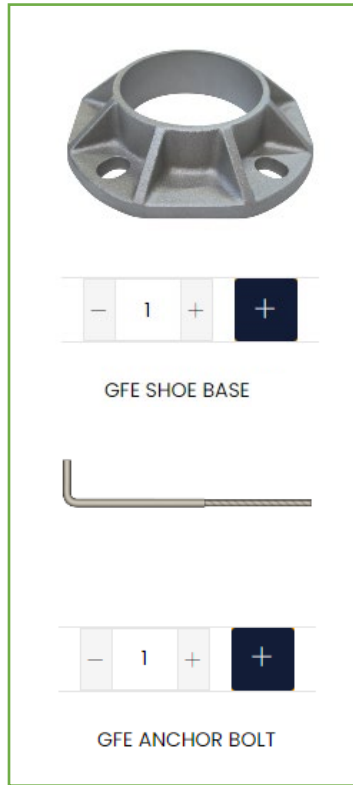 − 1 + +
GFE SHOE BASE
− 1 + +
GFE ANCHOR BOLT